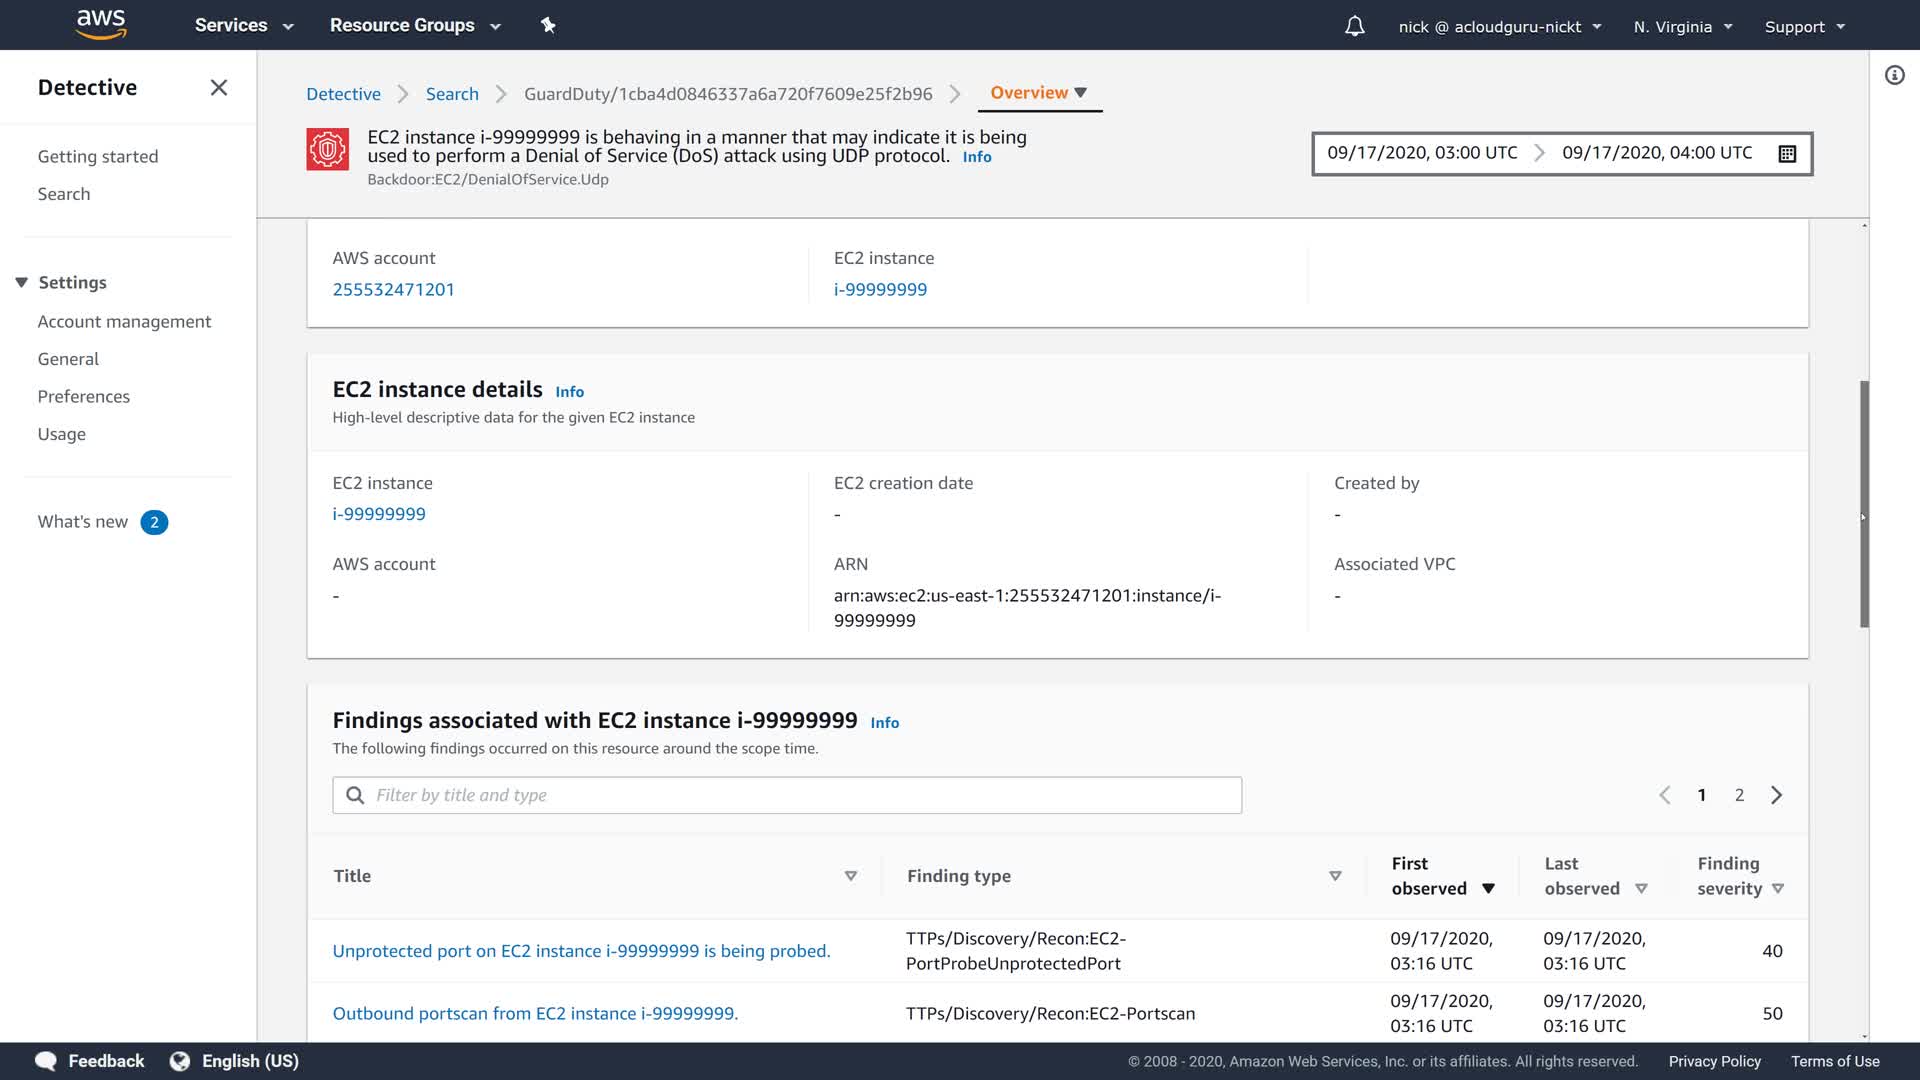 aws
Services
Resource Groups
nick @ acloudguru-nickt
N. Virginia
Support
Detective
Getting started
Search
Settings
Account management
General
Preferences
Usage
What's new 2
Detective
Search
GuardDuty/1cba4d0846337a6a720f7609e25f2b96
Overview
EC2 instance i-99999999 is behaving in a manner that may indicate it is being
used to perform a Denial of Service (DoS) attack using UDP protocol. Info
Backdoor:EC2/DenialOfService.Udp
09/17/2020, 03:00 UTC
09/17/2020, 04:00 UTC
AWS account
255532471201
EC2 instance
i-99999999
EC2 instance details Info
High-level descriptive data for the given EC2 instance
EC2 instance
i-99999999
EC2 creation date
-
Created by
-
AWS account
-
ARN
arn:aws:ec2:us-east-1:255532471201:instance/i-
99999999
Associated VPC
-
Findings associated with EC2 instance i-99999999 Info
The following findings occurred on this resource around the scope time.
Filter by title and type
1
2
Title
Finding type
First
observed
Last
observed
Finding
severity
Unprotected port on EC2 instance i-99999999 is being probed.
TTPs/Discovery/Recon:EC2-
PortProbeUnprotectedPort
09/17/2020,
03:16 UTC
09/17/2020,
03:16 UTC
40
Outbound portscan from EC2 instance i-99999999.
TTPs/Discovery/Recon:EC2-Portscan
09/17/2020,
03:16 UTC
09/17/2020,
03:16 UTC
50
Feedback
English (US)
© 2008 - 2020, Amazon Web Services, Inc. or its affiliates. All rights reserved.
Privacy Policy
Terms of Use